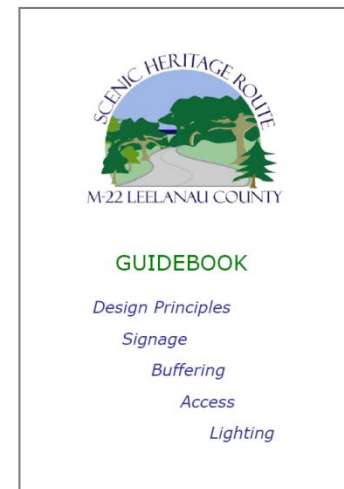 SCENIC HERITAGE ROUTE
M-22 LEELANAU COUNTY
GUIDEBOOK
Design Principles
Signage
Buffering
Access
Lighting